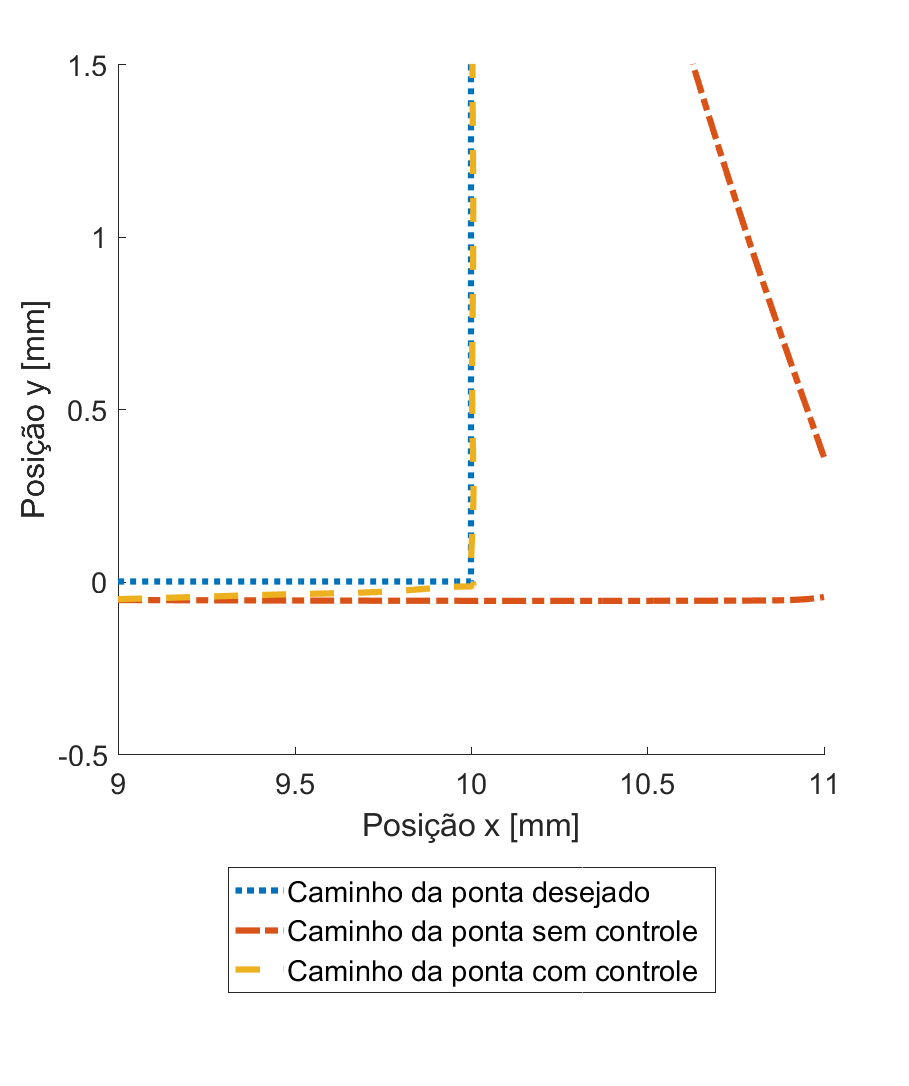 1.5
1
0.5
0
-0.5
Posição y [mm]
9
9.5
10
10.5
11
Posição x [mm]
Caminho da ponta desejado
Caminho da ponta sem controle
Caminho da ponta com controle